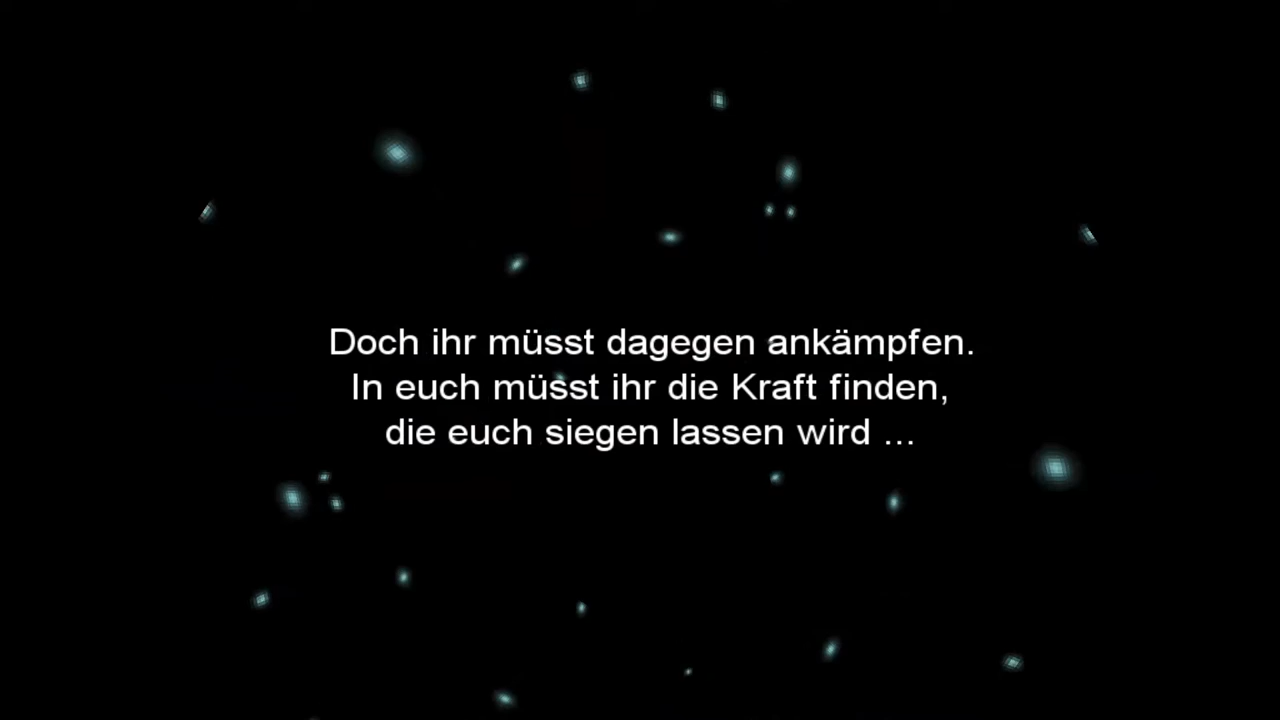 Doch ihr müsst dagegen ankämpfen.
In euch müsst ihr die Kraft finden,
die euch siegen lassen wird ...